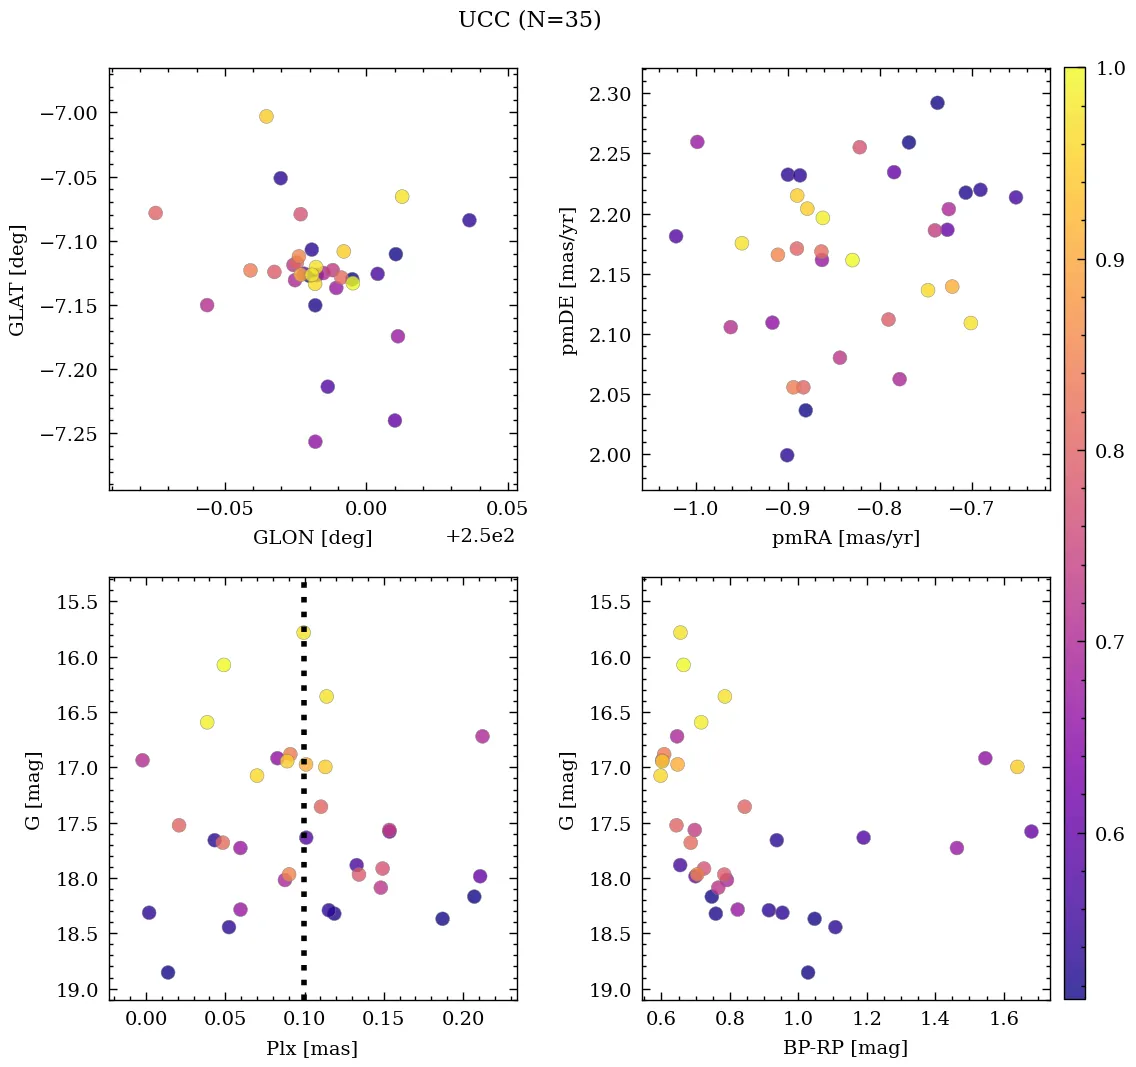 UCC (N=35)
−7.00
−7.05
−7.10
−7.15
−7.20
−7.25
GLAT [deg]
−0.05 0.00 0.05
GLON [deg] +2.5e2
2.30
2.25
2.20
2.15
2.10
2.05
2.00
pmDE [mas/yr]
−1.0 −0.9 −0.8 −0.7
pmRA [mas/yr]
15.5
16.0
16.5
17.0
17.5
18.0
18.5
19.0
G [mag]
0.00 0.05 0.10 0.15 0.20
Plx [mas]
15.5
16.0
16.5
17.0
17.5
18.0
18.5
19.0
G [mag]
0.6 0.8 1.0 1.2 1.4 1.6
BP-RP [mag]
1.0
0.9
0.8
0.7
0.6